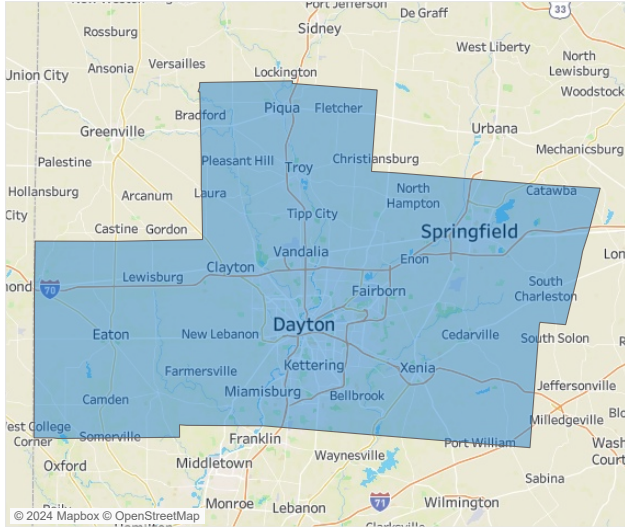 Port Jefferson
De Graff
33
Rossburg
Sidney
West Liberty
Versailles
North
Lewisburg
Ansonia
Union City
Lockington
Woodstock
Bradford
Piqua
Fletcher
Greenville
Urbana
Mechanicsburg
Palestine
Pleasant Hill
Troy
Christiansburg
Hollansburg
Arcanum
Laura
North
Hampton
Catawba
City
Tipp City
Castine
Gordon
Springfield
Vandalia
Enon
Clayton
Lewisburg
70
Fairborn
South
Charleston
Dayton
Eaton
New Lebanon
Cedarville
South Solon
Kettering
Xenia
Farmersville
Jeffersonville
Miamisburg
Bellbrook
Camden
Milledgeville
West College
Corner
Somerville
Franklin
Port William
Wash
Court
Oxford
Middletown
Waynesville
Sabina
71
Monroe
Lebanon
Wilmington
© 2024 Mapbox © OpenStreetMap